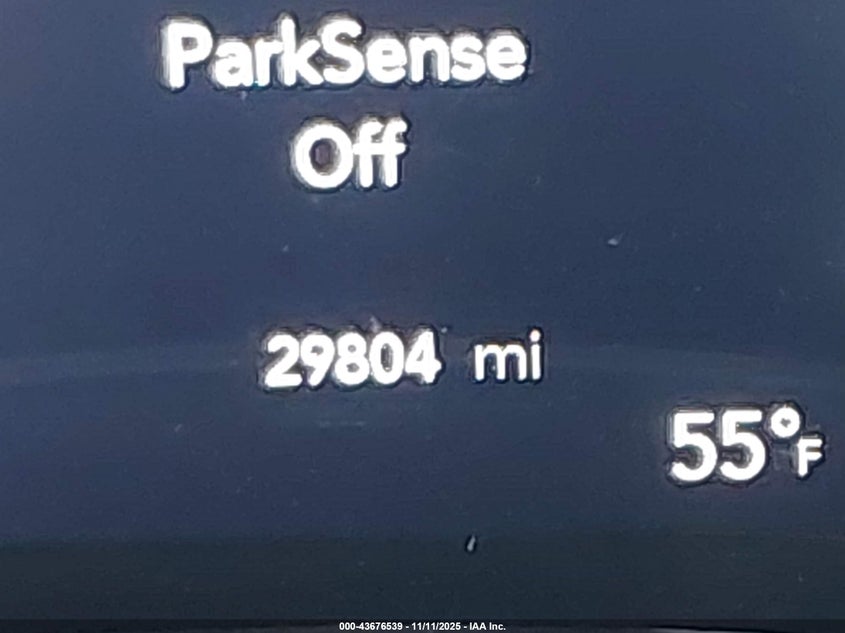 ParkSense
Off
29804 mi
55°F
000-43676539 - 11/11/2025 - IAA Inc.